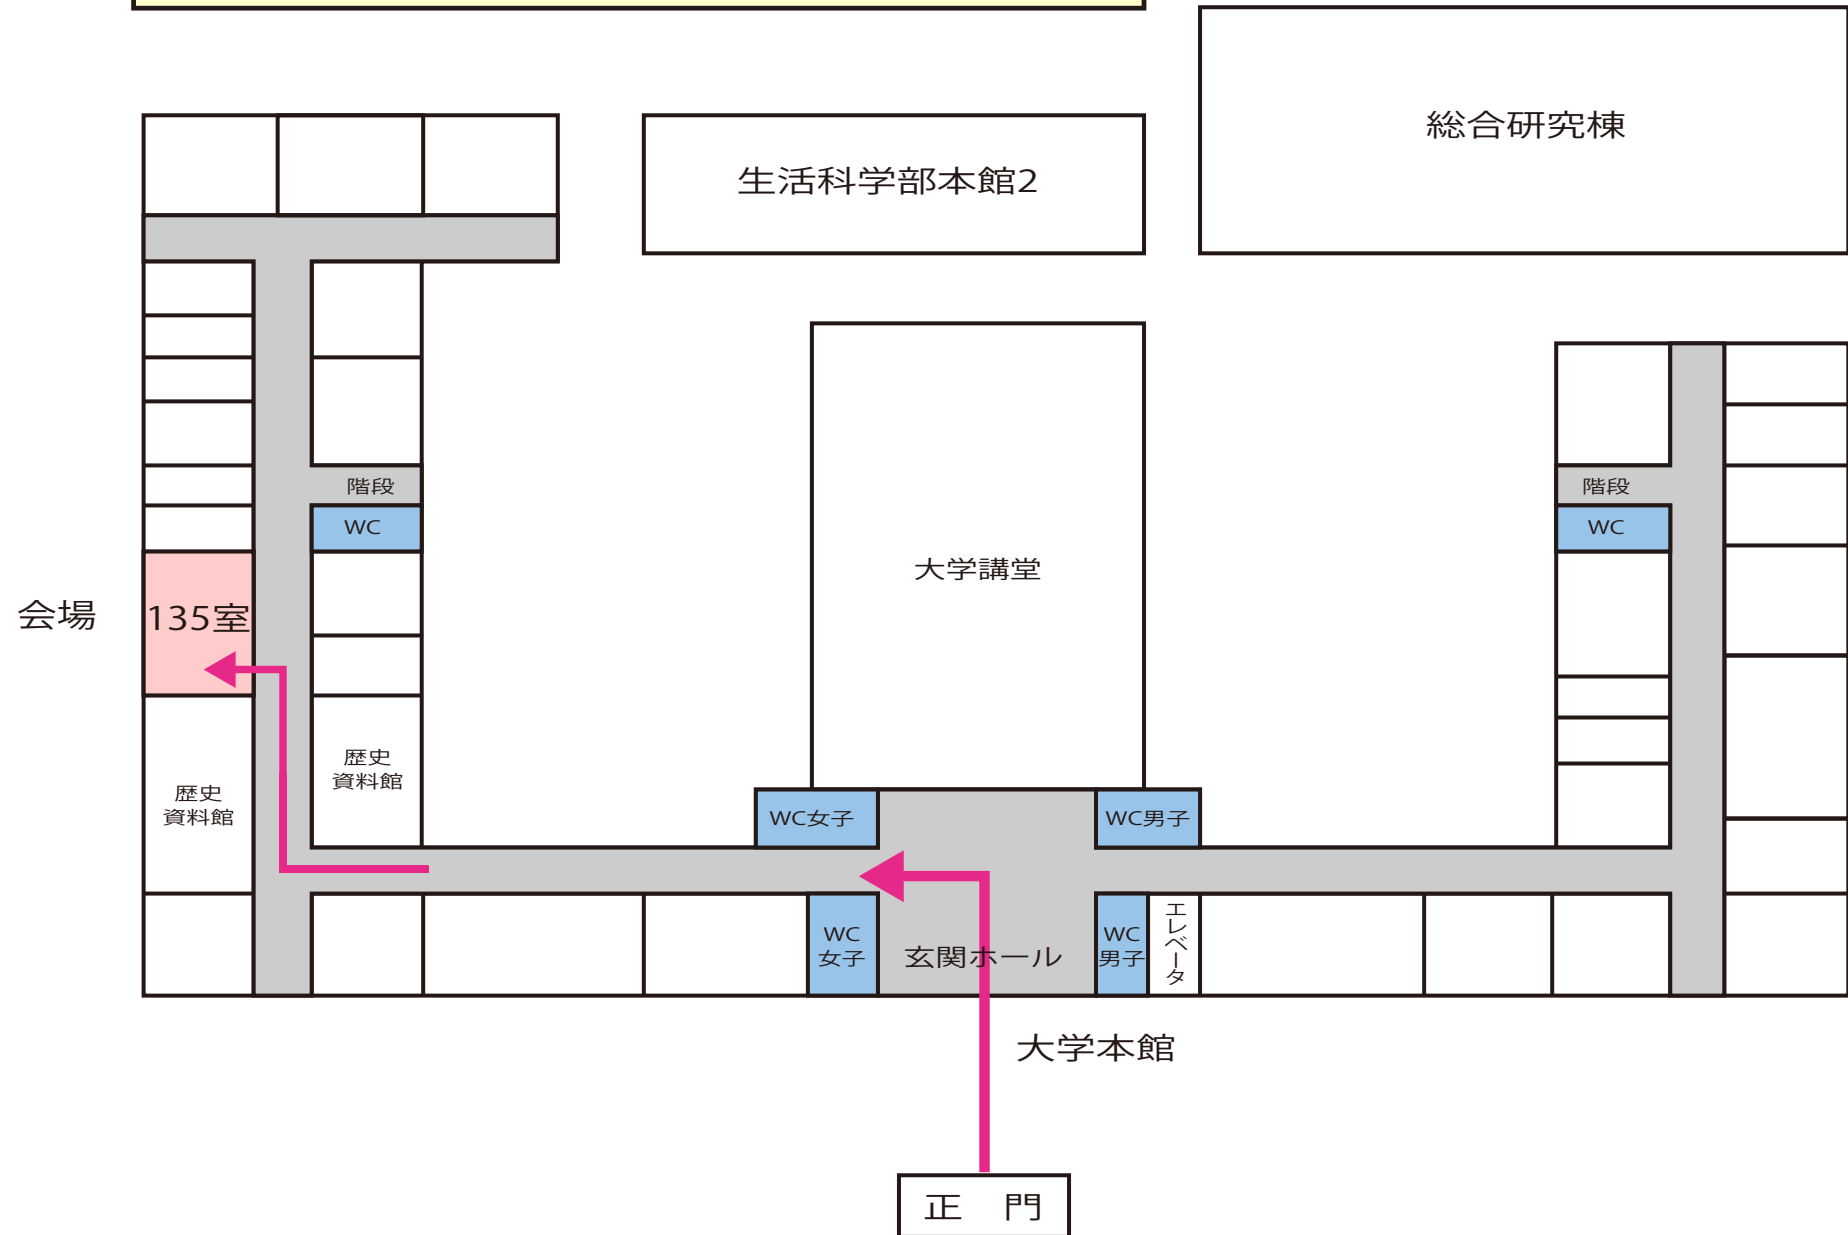 総合研究棟
生活科学部本館2
階段
WC
階段
WC
大学講堂
会場
135室
歴史
資料館
歴史
資料館
WC女子
WC男子
WC
女子
玄関ホール
WC
男子
エレベータ
大学本館
正　門